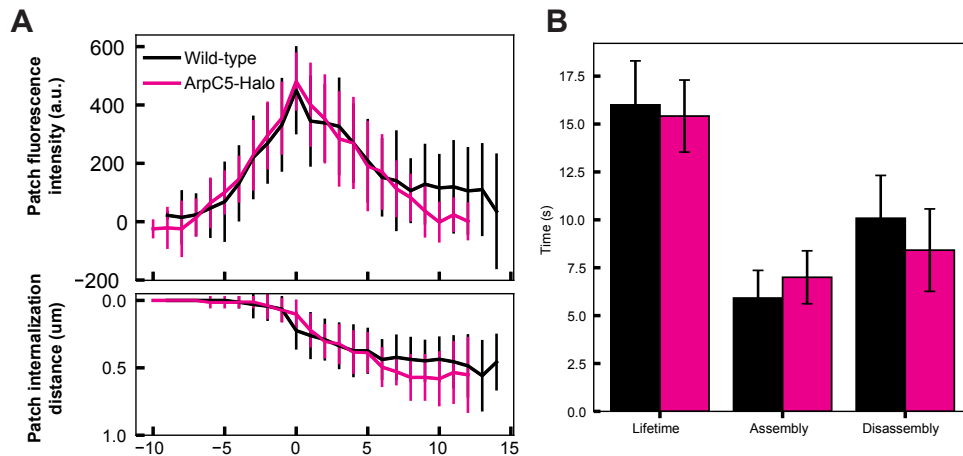 A
Patch fluorescence
intensity (a.u.)
600
400
200
0
−200
Wild-type
ArpC5-Halo
Patch internalization
distance (um)
0.0
0.5
1.0
−10
−5
0
5
10
15
B
Time (s)
17.5
15.0
12.5
10.0
7.5
5.0
2.5
0.0
Lifetime
Assembly
Disassembly